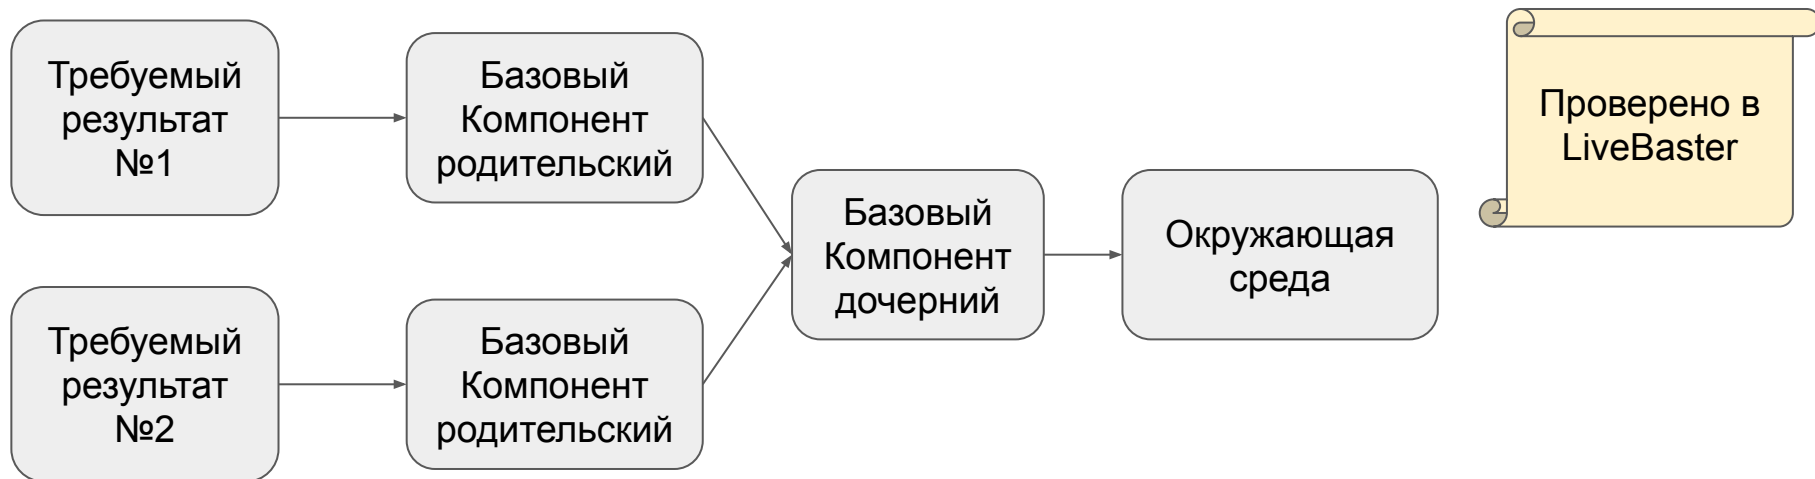 Требуемый
результат
№1
Базовый
Компонент
родительский
Проверено в
LiveBaster
Базовый
Компонент
дочерний
Окружающая
среда
Требуемый
результат
№2
Базовый
Компонент
родительский